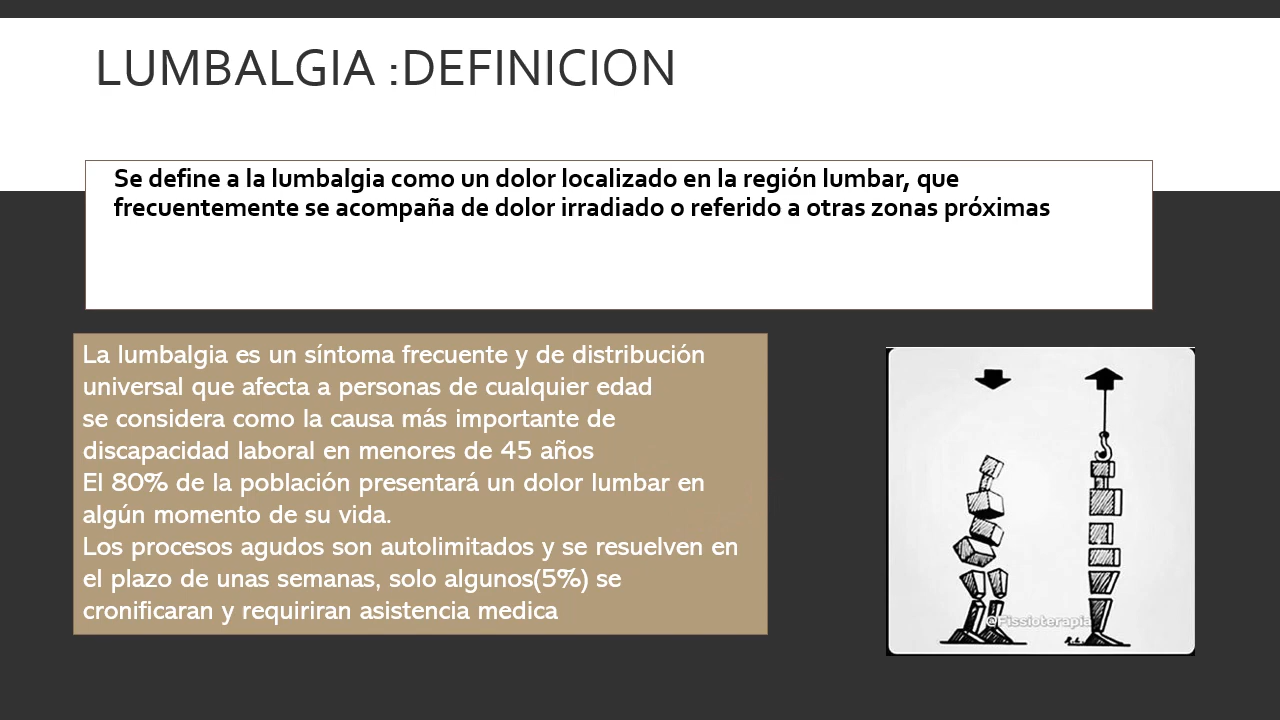 LUMBALGIA :DEFINICION
Se define a la lumbalgia como un dolor localizado en la región lumbar, que
frecuentemente se acompaña de dolor irradiado o referido a otras zonas próximas
La lumbalgia es un síntoma frecuente y de distribución
universal que afecta a personas de cualquier edad
se considera como la causa más importante de
discapacidad laboral en menores de 45 años
El 80% de la población presentará un dolor lumbar en
algún momento de su vida.
Los procesos agudos son autolimitados y se resuelven en
el plazo de unas semanas, solo algunos(5%) se
cronificaran y requiriran asistencia medica
@Fissioterapia